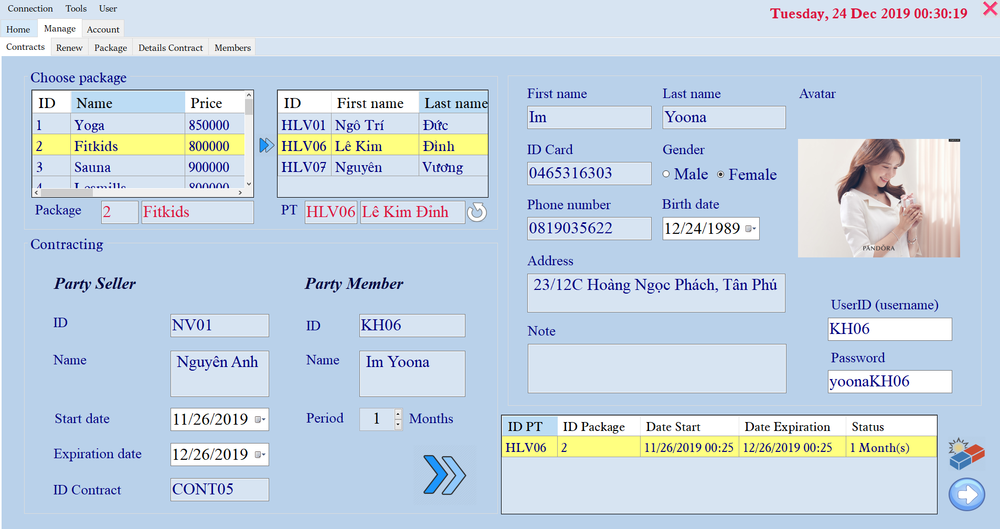 Connection Tools User
Tuesday, 24 Dec 2019 00:30:19
Home Manage Account
Contracts Renew Package Details Contract Members
Choose package
ID Name Price
1 Yoga 850000
2 Fitkids 800000
3 Sauna 900000
4 Lesmills 800000
Package 2 Fitkids
ID First name Last name
HLV01 Ngô Trí Đức
HLV06 Lê Kim Đỉnh
HLV07 Nguyên Vương
PT HLV06 Lê Kim Đỉnh
Contracting
Party Seller
ID NV01
Name Nguyên Anh
Start date 11/26/2019
Expiration date 12/26/2019
ID Contract CONT05
Party Member
ID KH06
Name Im Yoona
Period 1 Months
First name Last name Avatar
Im Yoona
ID Card Gender
0465316303 Male Female
Phone number Birth date
0819035622 12/24/1989
PANDÖRA
Address
23/12C Hoàng Ngọc Phách, Tân Phú
Note
UserID (username)
KH06
Password
yoonaKH06
ID PT ID Package Date Start Date Expiration Status
HLV06 2 11/26/2019 00:25 12/26/2019 00:25 1 Month(s)